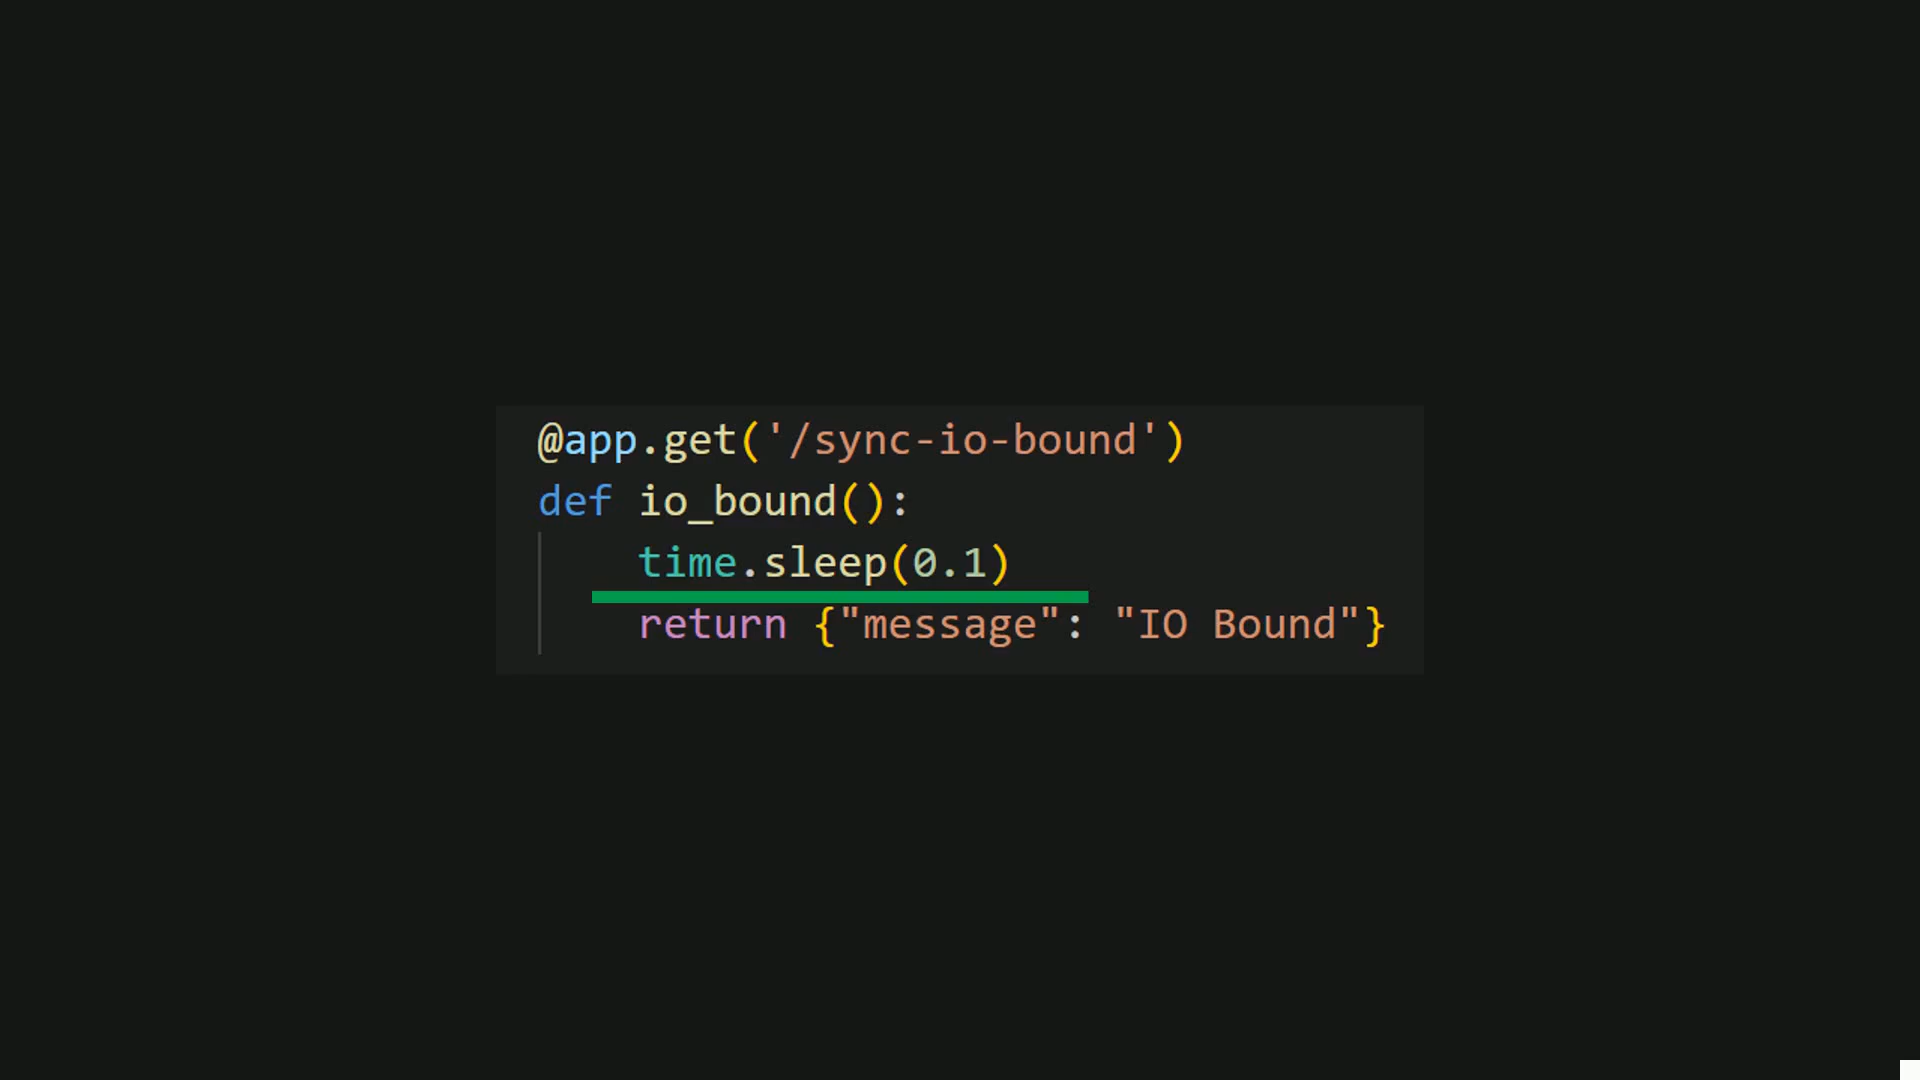 @app.get('/sync-io-bound')
def io_bound():
    time.sleep(0.1)
    return {"message": "IO Bound"}